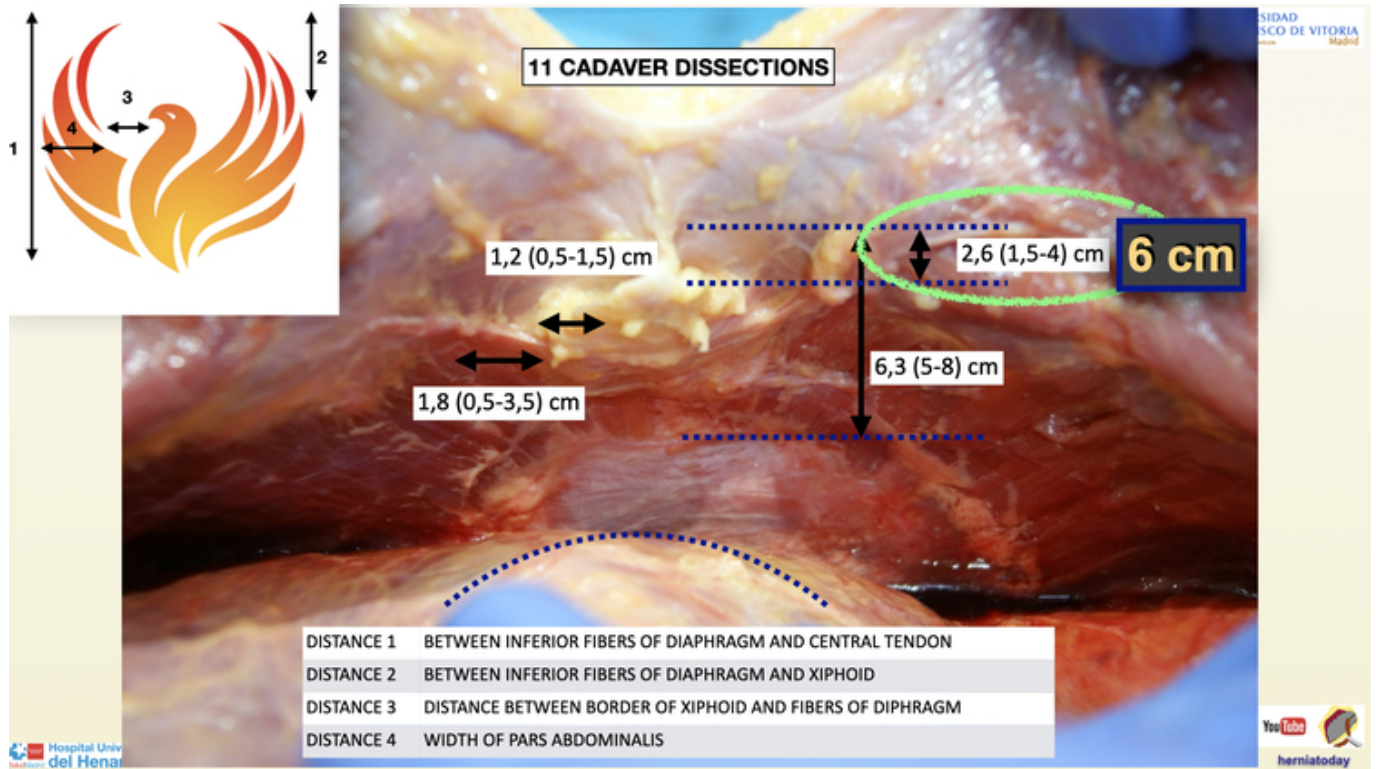 SIDAD
ISCO DE VITORIA
Madrid
1
2
3
4
11 CADAVER DISSECTIONS
1,2 (0,5-1,5) cm
2,6 (1,5-4) cm
6 cm
6,3 (5-8) cm
1,8 (0,5-3,5) cm
DISTANCE 1 BETWEEN INFERIOR FIBERS OF DIAPHRAGM AND CENTRAL TENDON
DISTANCE 2 BETWEEN INFERIOR FIBERS OF DIAPHRAGM AND XIPHOID
DISTANCE 3 DISTANCE BETWEEN BORDER OF XIPHOID AND FIBERS OF DIPHRAGM
DISTANCE 4 WIDTH OF PARS ABDOMINALIS
Hospital Univ
del Henar
SaludMadrid
YouTube
herniatoday